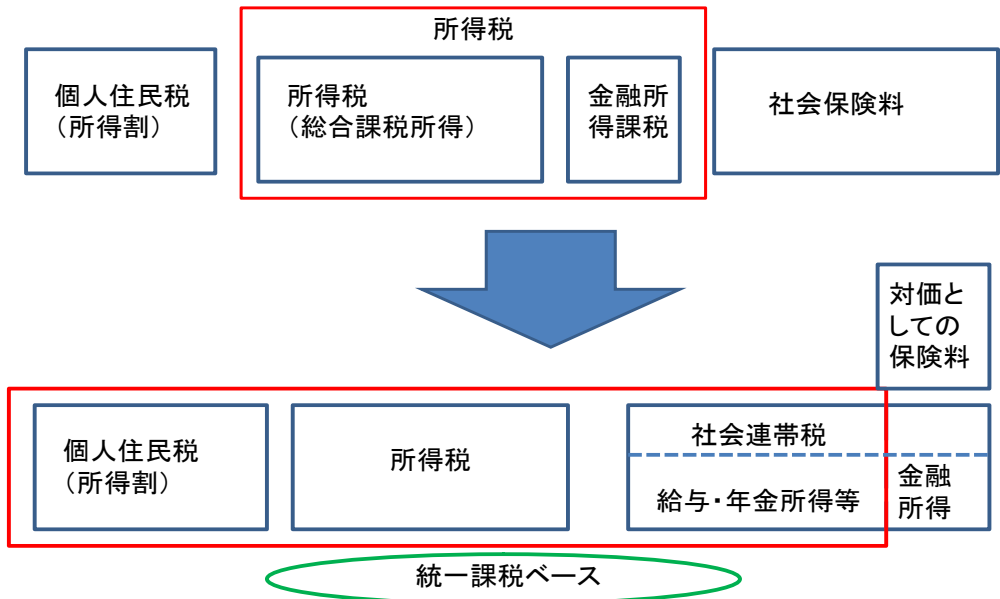 所得税
個人住民税
（所得割）
所得税
（総合課税所得）
金融所
得課税
社会保険料
対価と
しての
保険料
個人住民税
（所得割）
所得税
社会連帯税
給与・年金所得等
金融
所得
統一課税ベース